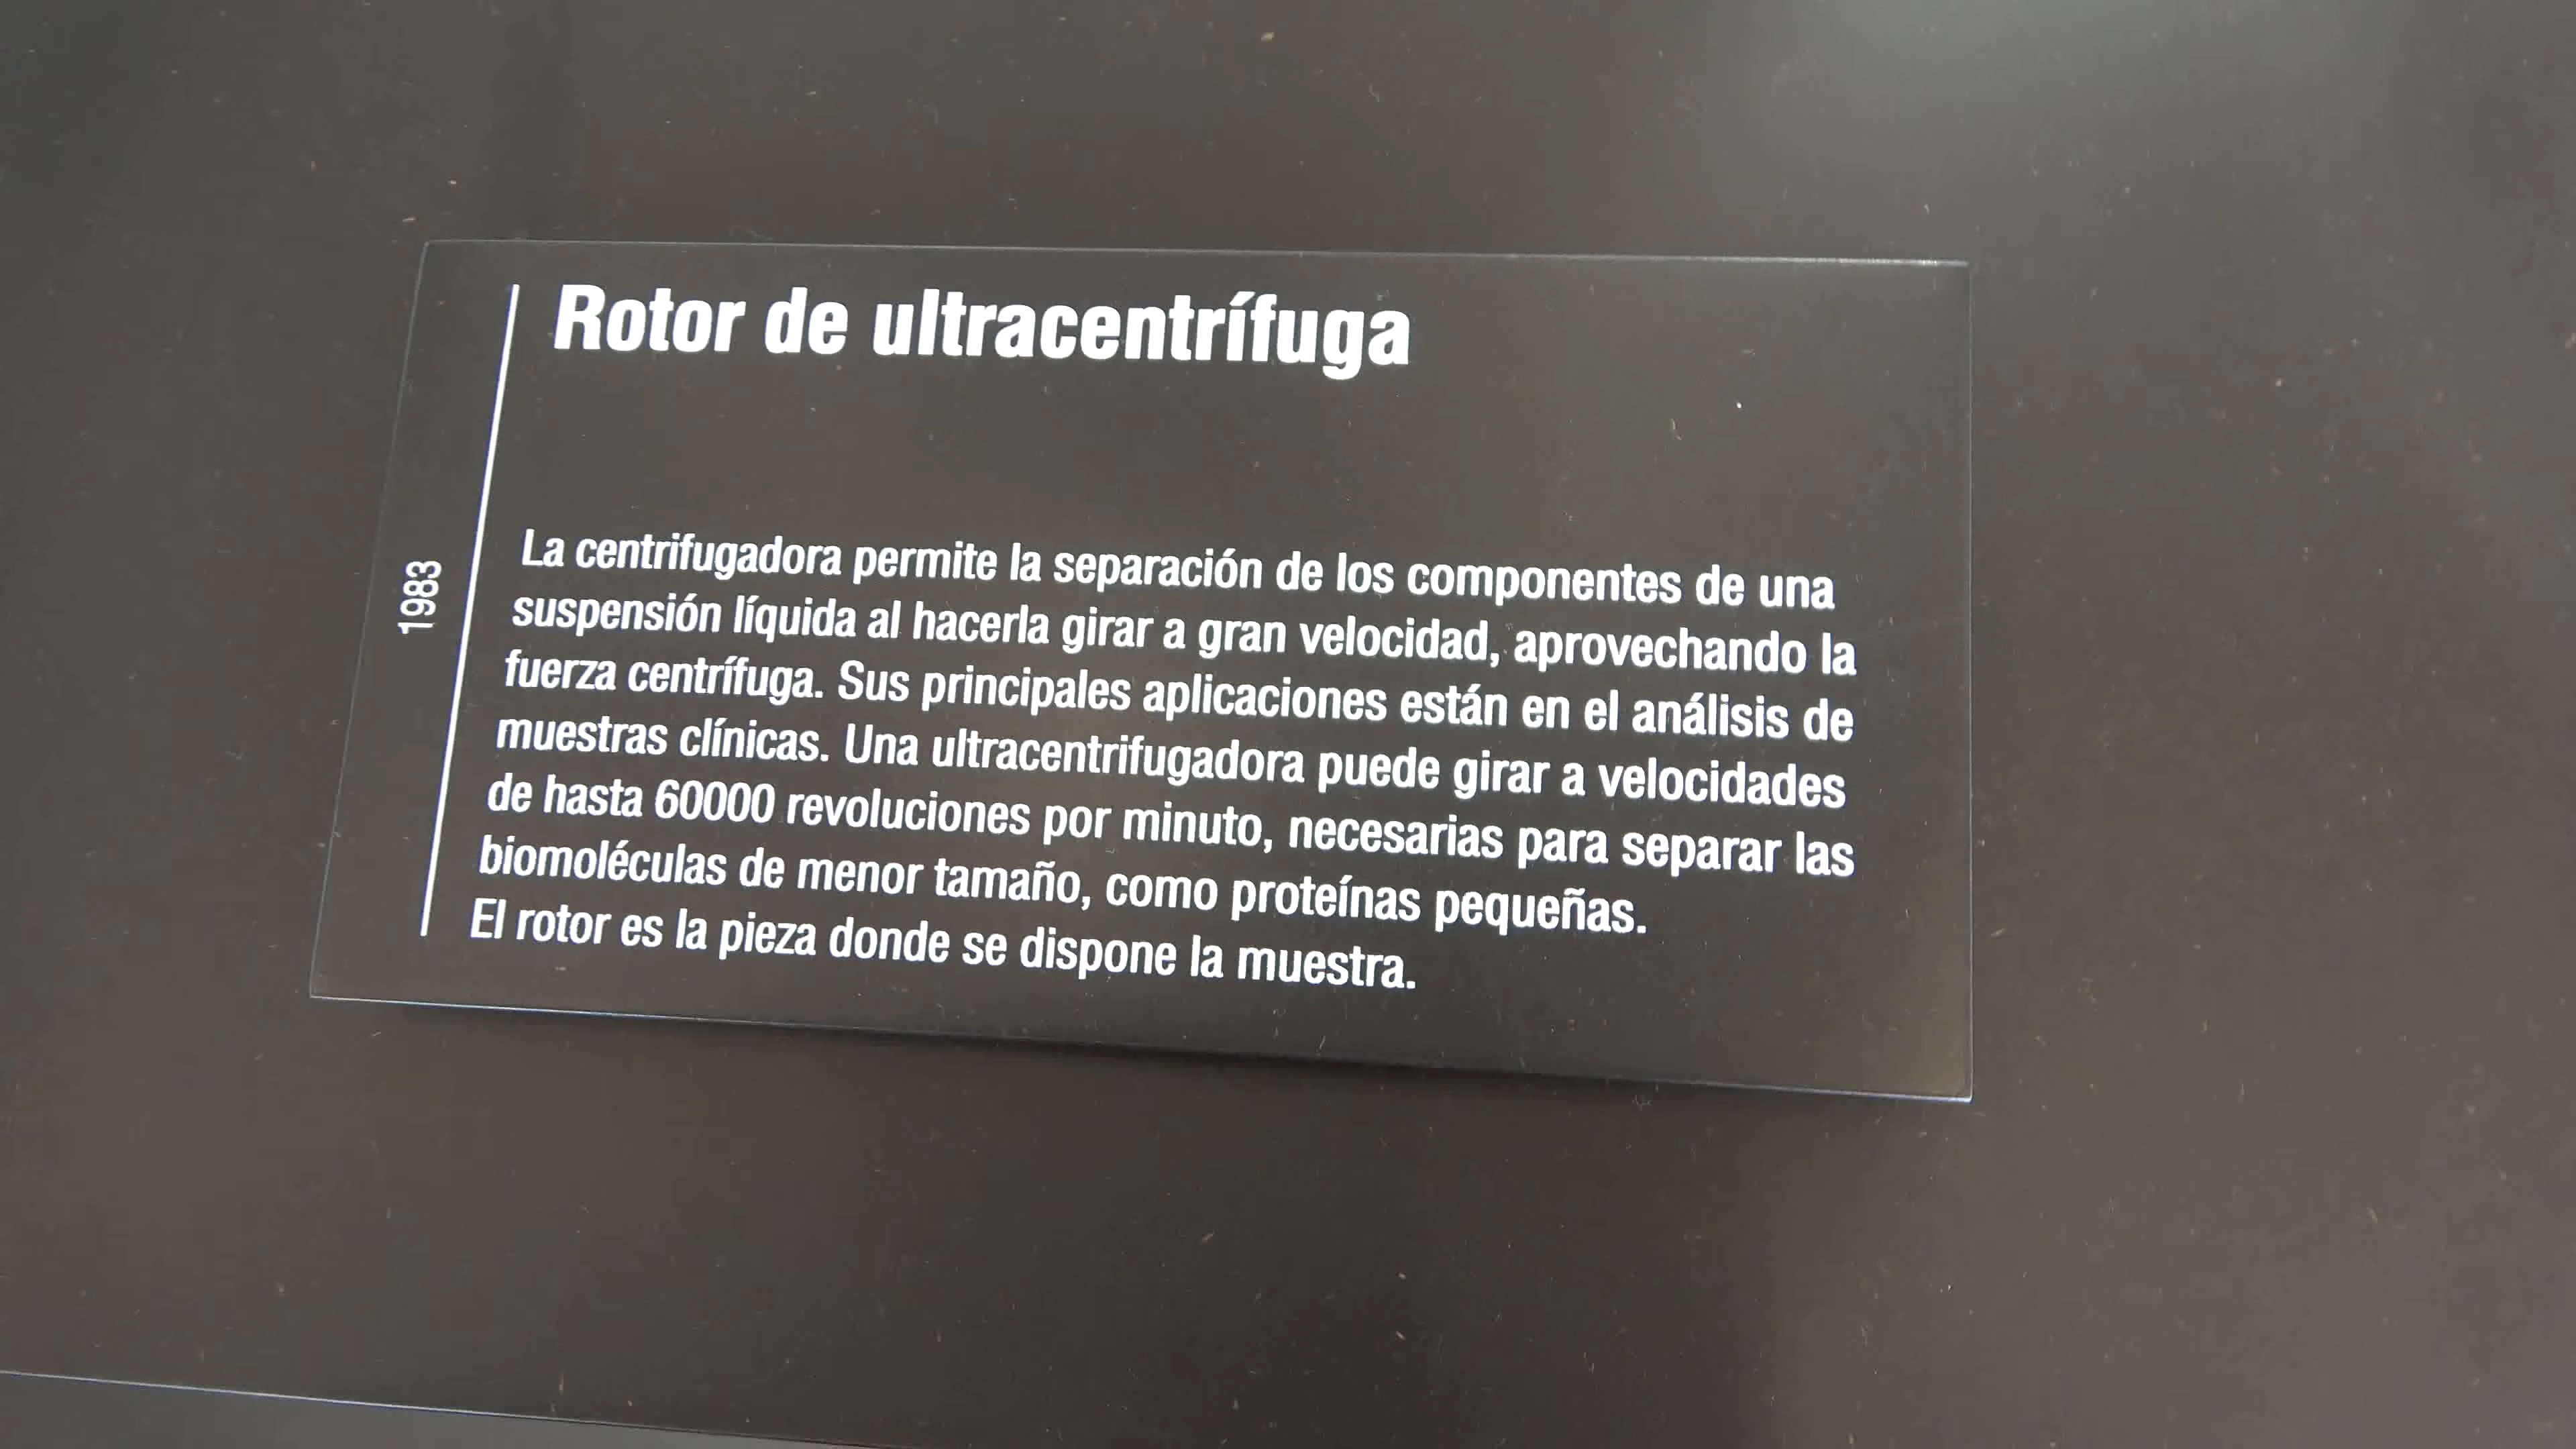 Rotor de ultracentrífuga
1983
La centrifugadora permite la separación de los componentes de una
suspensión líquida al hacerla girar a gran velocidad, aprovechando la
fuerza centrífuga. Sus principales aplicaciones están en el análisis de
muestras clínicas. Una ultracentrifugadora puede girar a velocidades
de hasta 60000 revoluciones por minuto, necesarias para separar las
biomoléculas de menor tamaño, como proteínas pequeñas.
El rotor es la pieza donde se dispone la muestra.